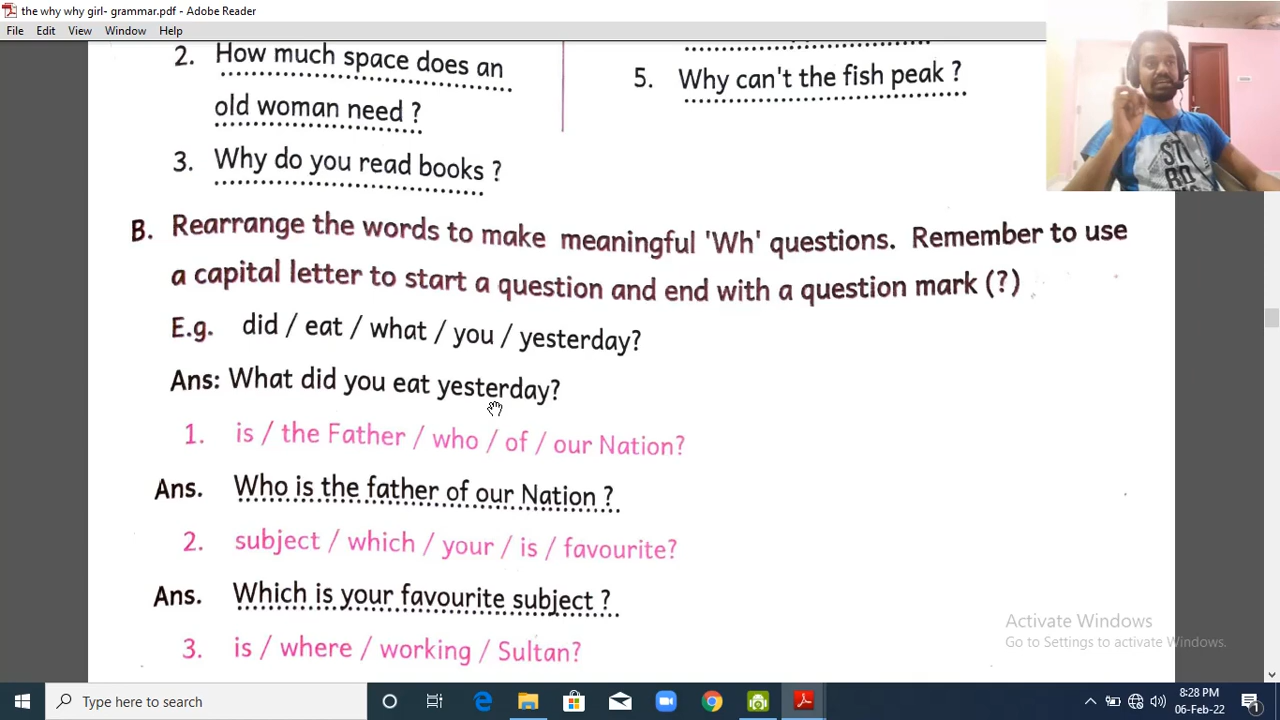 the why why girl- grammar.pdf - Adobe Reader
File Edit View Window Help
2. How much space does an
old woman need ?
3. Why do you read books ?
5. Why can't the fish peak ?
B. Rearrange the words to make meaningful 'Wh' questions. Remember to use
a capital letter to start a question and end with a question mark (?)
E.g. did / eat / what / you / yesterday?
Ans: What did you eat yesterday?
1. is / the Father / who / of / our Nation?
Ans. Who is the father of our Nation ?
2. subject / which / your / is / favourite?
Ans. Which is your favourite subject ?
3. is / where / working / Sultan?
Activate Windows
Go to Settings to activate Windows.
Type here to search
8:28 PM
06-Feb-22